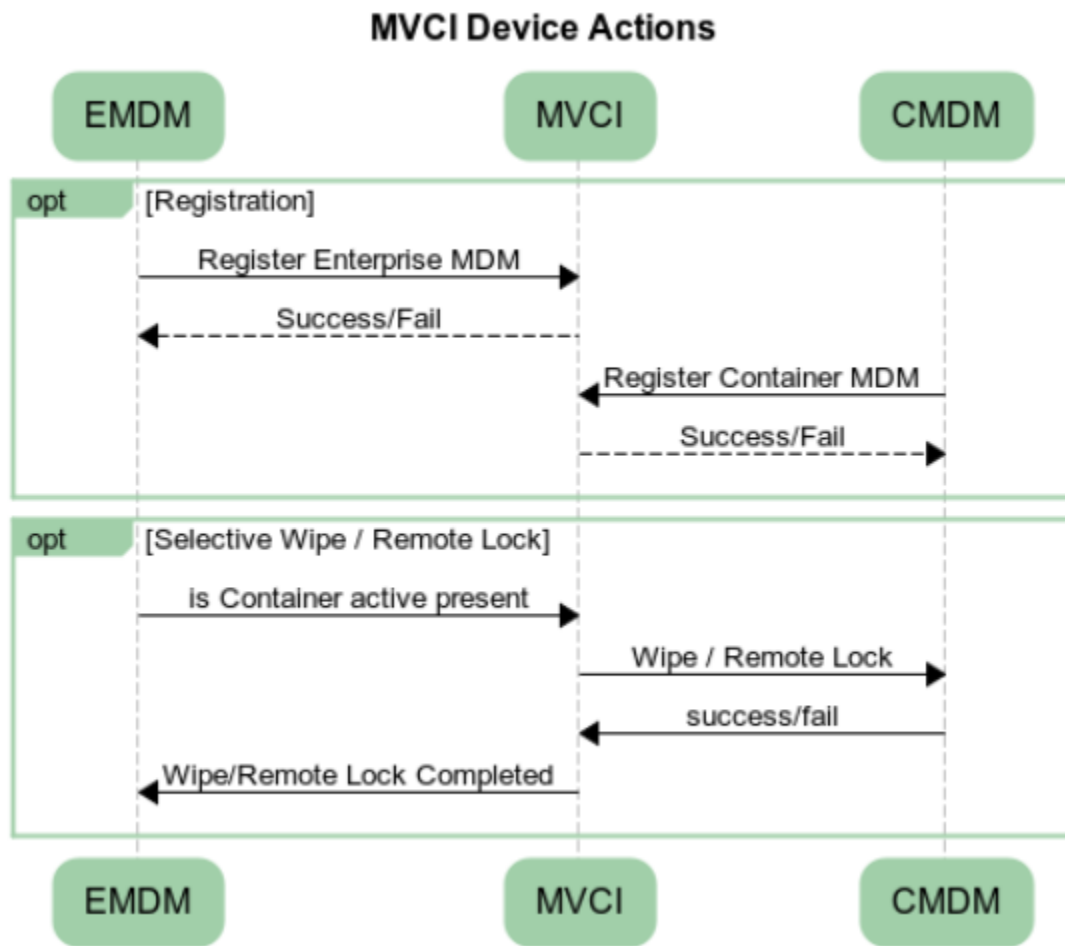 MVCI Device Actions
EMDM MVCI CMDM
opt [Registration]
Register Enterprise MDM
Success/Fail
Register Container MDM
Success/Fail
opt [Selective Wipe / Remote Lock]
is Container active present
Wipe / Remote Lock
success/fail
Wipe/Remote Lock Completed
EMDM MVCI CMDM